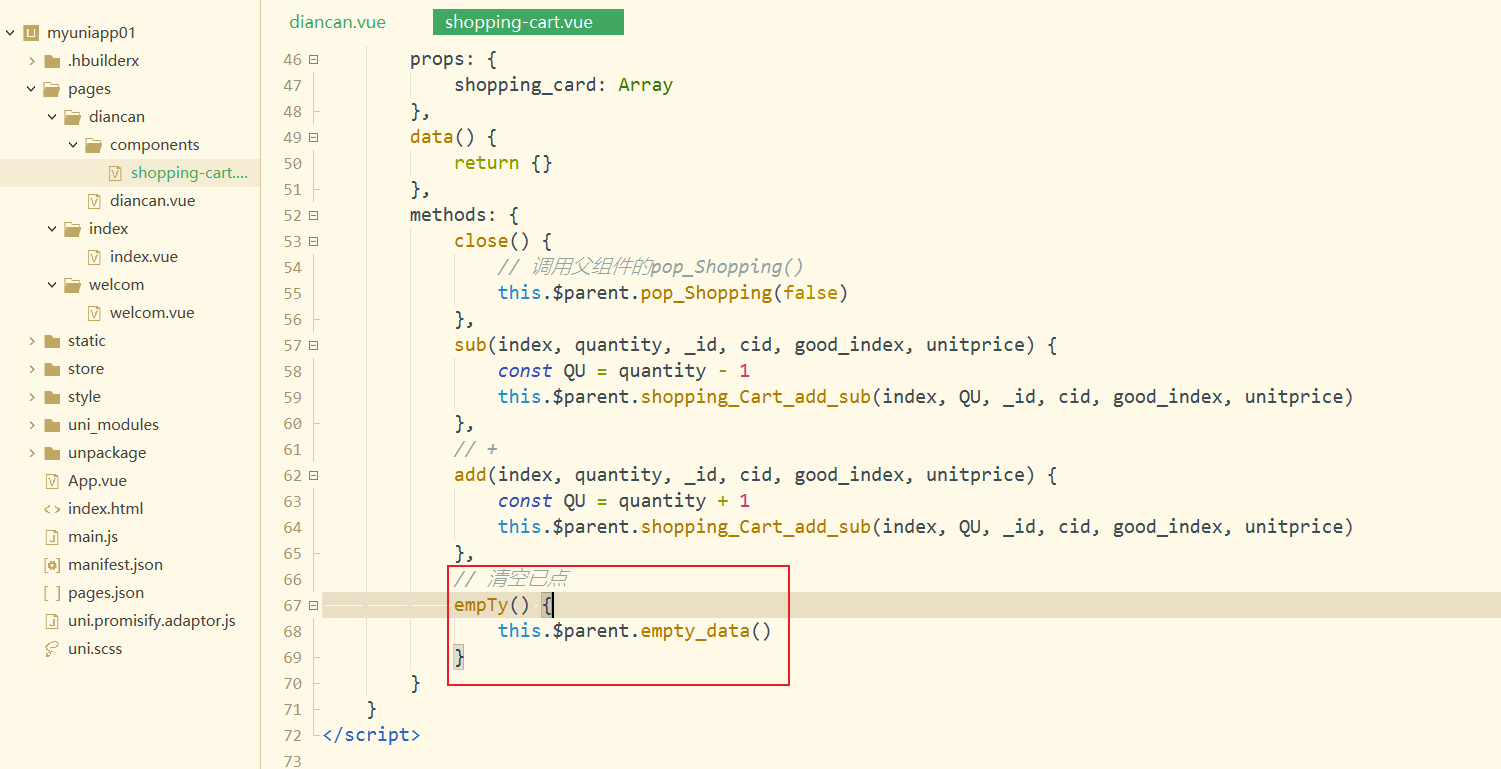 myuniapp01
.hbuilderx
pages
diancan
components
shopping-cart....
diancan.vue
index
index.vue
welcom
welcom.vue
static
store
style
uni_modules
unpackage
App.vue
index.html
main.js
manifest.json
pages.json
uni.promisify.adaptor.js
uni.scss
diancan.vue
shopping-cart.vue
46 props: {
47 shopping_card: Array
48 },
49 data() {
50 return {}
51 },
52 methods: {
53 close() {
54 // 调用父组件的pop_Shopping()
55 this.$parent.pop_Shopping(false)
56 },
57 sub(index, quantity, _id, cid, good_index, unitprice) {
58 const QU = quantity - 1
59 this.$parent.shopping_Cart_add_sub(index, QU, _id, cid, good_index, unitprice)
60 },
61 // +
62 add(index, quantity, _id, cid, good_index, unitprice) {
63 const QU = quantity + 1
64 this.$parent.shopping_Cart_add_sub(index, QU, _id, cid, good_index, unitprice)
65 },
66 // 清空已点
67 empTy() {
68 this.$parent.empty_data()
69 }
70 }
71 }
72 </script>
73